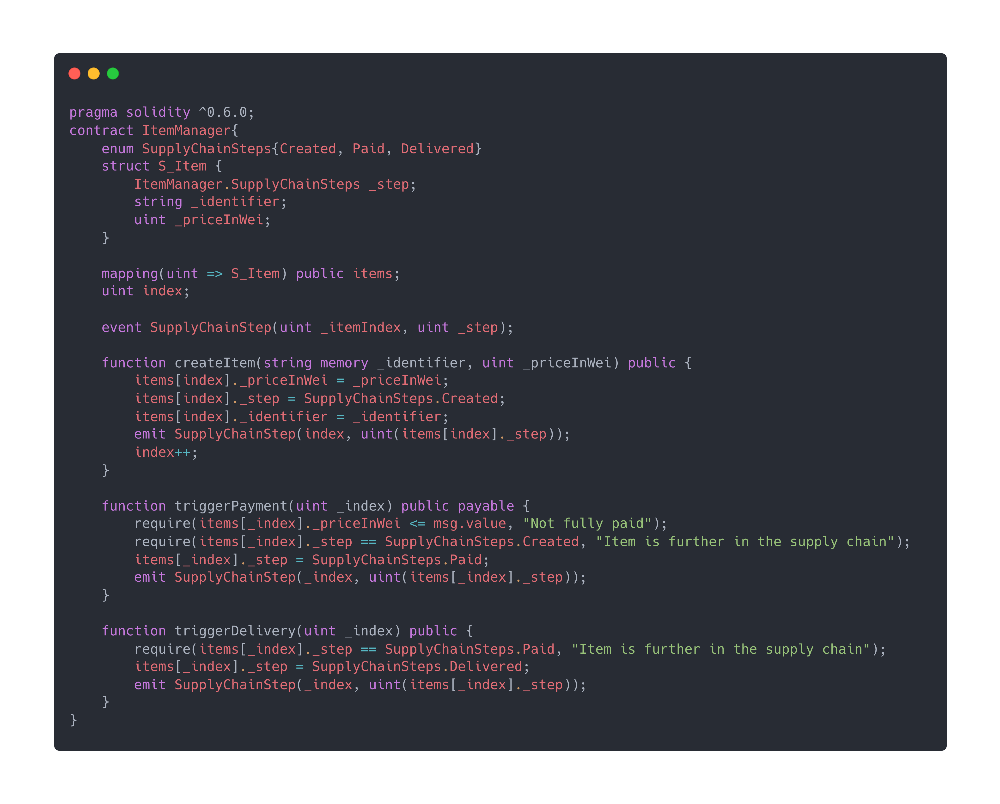 pragma solidity ^0.6.0;
contract ItemManager{
    enum SupplyChainSteps{Created, Paid, Delivered}
    struct S_Item {
        ItemManager.SupplyChainSteps _step;
        string _identifier;
        uint _priceInWei;
    }

    mapping(uint => S_Item) public items;
    uint index;

    event SupplyChainStep(uint _itemIndex, uint _step);

    function createItem(string memory _identifier, uint _priceInWei) public {
        items[index]._priceInWei = _priceInWei;
        items[index]._step = SupplyChainSteps.Created;
        items[index]._identifier = _identifier;
        emit SupplyChainStep(index, uint(items[index]._step));
        index++;
    }

    function triggerPayment(uint _index) public payable {
        require(items[_index]._priceInWei <= msg.value, "Not fully paid");
        require(items[_index]._step == SupplyChainSteps.Created, "Item is further in the supply chain");
        items[_index]._step = SupplyChainSteps.Paid;
        emit SupplyChainStep(_index, uint(items[_index]._step));
    }

    function triggerDelivery(uint _index) public {
        require(items[_index]._step == SupplyChainSteps.Paid, "Item is further in the supply chain");
        items[_index]._step = SupplyChainSteps.Delivered;
        emit SupplyChainStep(_index, uint(items[_index]._step));
    }
}